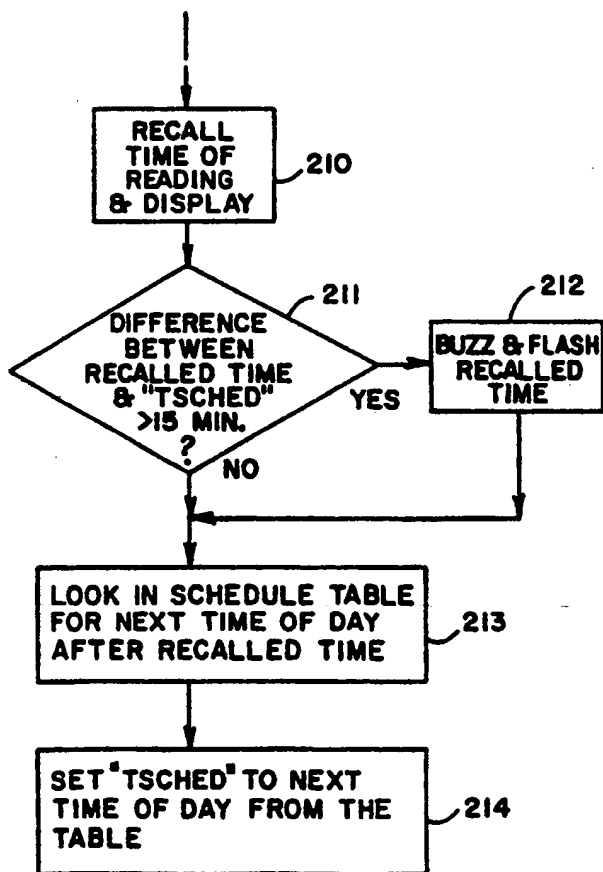 RECALL
TIME OF
READING
& DISPLAY
210
211
DIFFERENCE
BETWEEN
RECALLED TIME
& "TSCHED"
>15 MIN.
?
YES
NO
212
BUZZ & FLASH
RECALLED
TIME
LOOK IN SCHEDULE TABLE
FOR NEXT TIME OF DAY
AFTER RECALLED TIME
213
SET "TSCHED" TO NEXT
TIME OF DAY FROM THE
TABLE
214